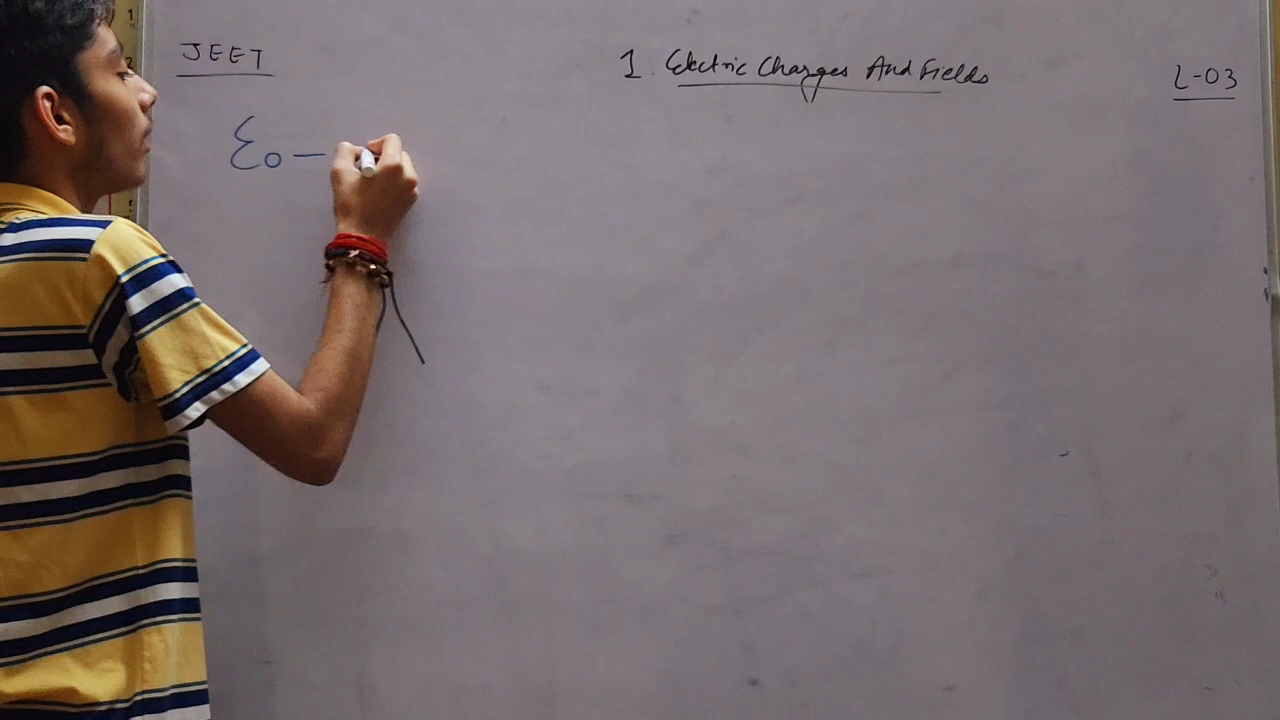 JEET
1. Electric Charges And Fields
L-03
ε₀ —